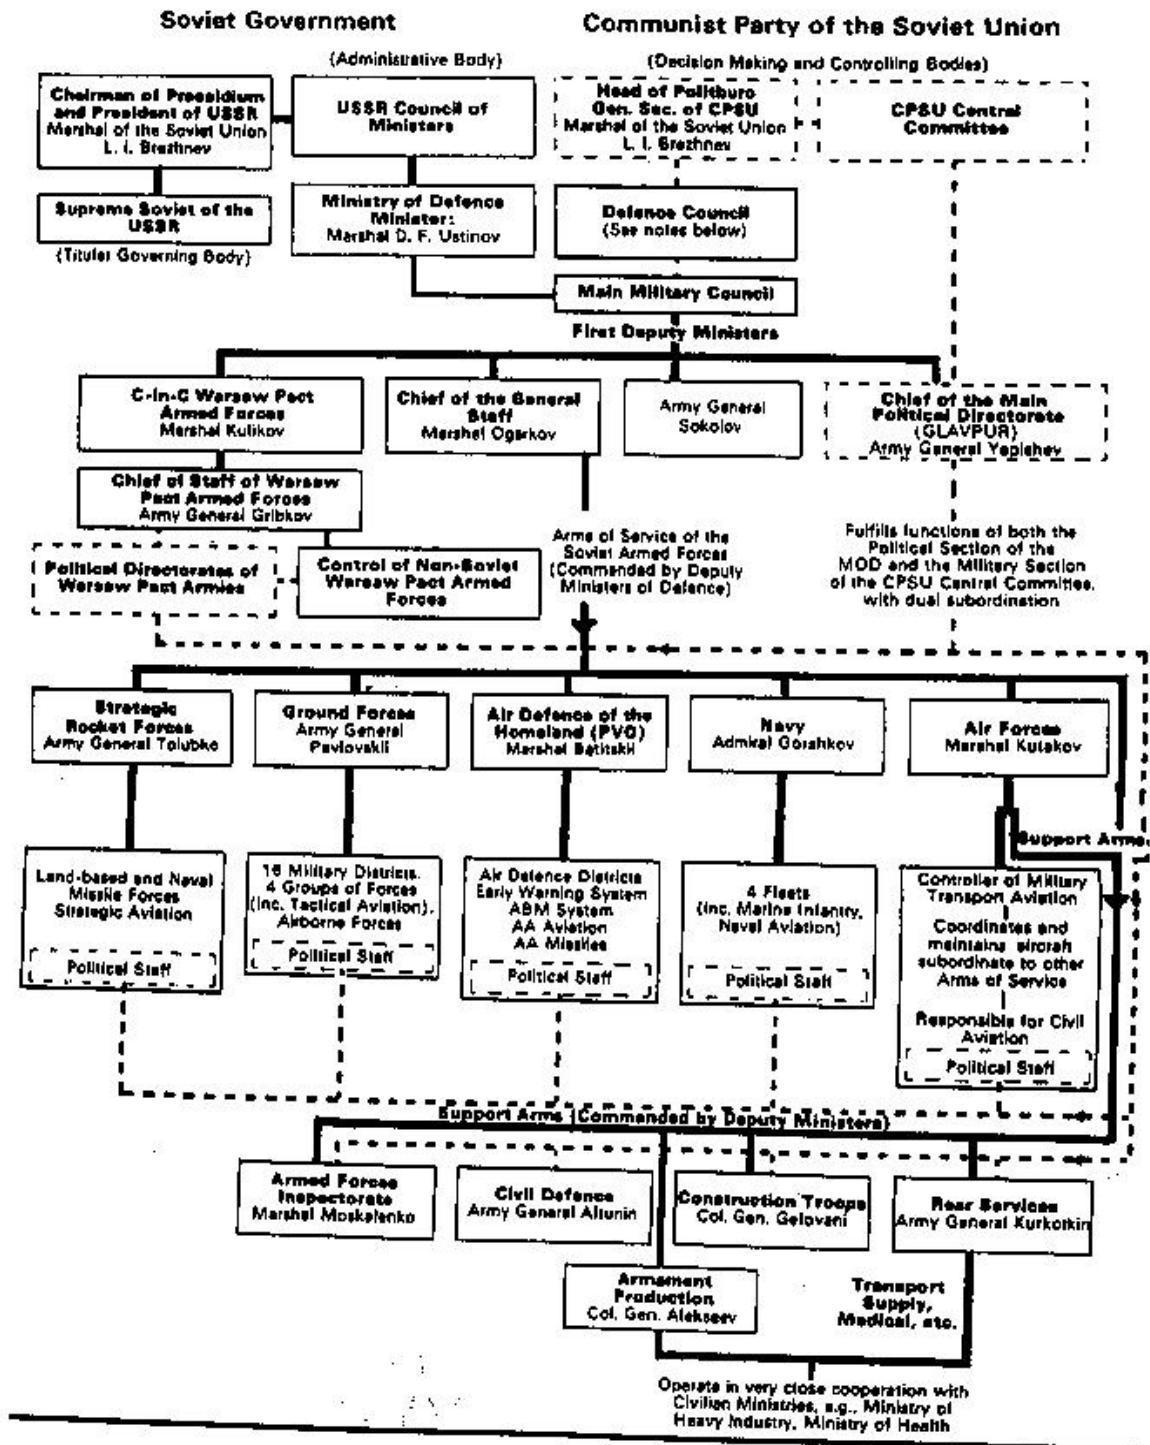 Soviet Government
Communist Party of the Soviet Union
(Administrative Body)
(Decision Making and Controlling Bodies)
Chairman of Presidium
and President of USSR
Marshal of the Soviet Union
L. I. Brezhnev
USSR Council of
Ministers
Head of Politburo
Gen. Sec. of CPSU
Marshal of the Soviet Union
L. I. Brezhnev
CPSU Central
Committee
Supreme Soviet of the
USSR
(Titular Governing Body)
Ministry of Defence
Minister:
Marshal D. F. Ustinov
Defence Council
(See notes below)
Main Military Council
First Deputy Ministers
C-in-C Warsaw Pact
Armed Forces
Marshal Kulikov
Chief of the General
Staff
Marshal Ogarkov
Army General
Sokolov
Chief of the Main
Political Directorate
(GLAVPUR)
Army General Yepishev
Chief of Staff of Warsaw
Pact Armed Forces
Army General Gribkov
Political Directorates of
Warsaw Pact Armies
Control of Non-Soviet
Warsaw Pact Armed
Forces
Arms of Service of the
Soviet Armed Forces
(Commanded by Deputy
Ministers of Defence)
Fulfills functions of both the
Political Section of the
MOD and the Military Section
of the CPSU Central Committee,
with dual subordination
Strategic
Rocket Forces
Army General Tolubko
Ground Forces
Army General
Pavlovskii
Air Defence of the
Homeland (PVO)
Marshal Batitskii
Navy
Admiral Gorshkov
Air Forces
Marshal Kutakov
Support Arms
Land-based and Naval
Missile Forces
Strategic Aviation
Political Staff
16 Military Districts,
4 Groups of Forces
(inc. Tactical Aviation),
Airborne Forces
Political Staff
Air Defence Districts
Early Warning System
ABM System
AA Aviation
AA Missiles
Political Staff
4 Fleets
(inc. Marine Infantry,
Naval Aviation)
Political Staff
Controller of Military
Transport Aviation
Coordinates and
maintains aircraft
subordinate to other
Arms of Service
Responsible for Civil
Aviation
Political Staff
Support Arms (Commanded by Deputy Ministers)
Armed Forces
Inspectorate
Marshal Moskalenko
Civil Defence
Army General Altunin
Construction Troops
Col. Gen. Gelovani
Rear Services
Army General Kurkotkin
Armament
Production
Col. Gen. Alekseev
Transport
Supply,
Medical, etc.
Operate in very close cooperation with
Civilian Ministries, e.g., Ministry of
Heavy Industry, Ministry of Health